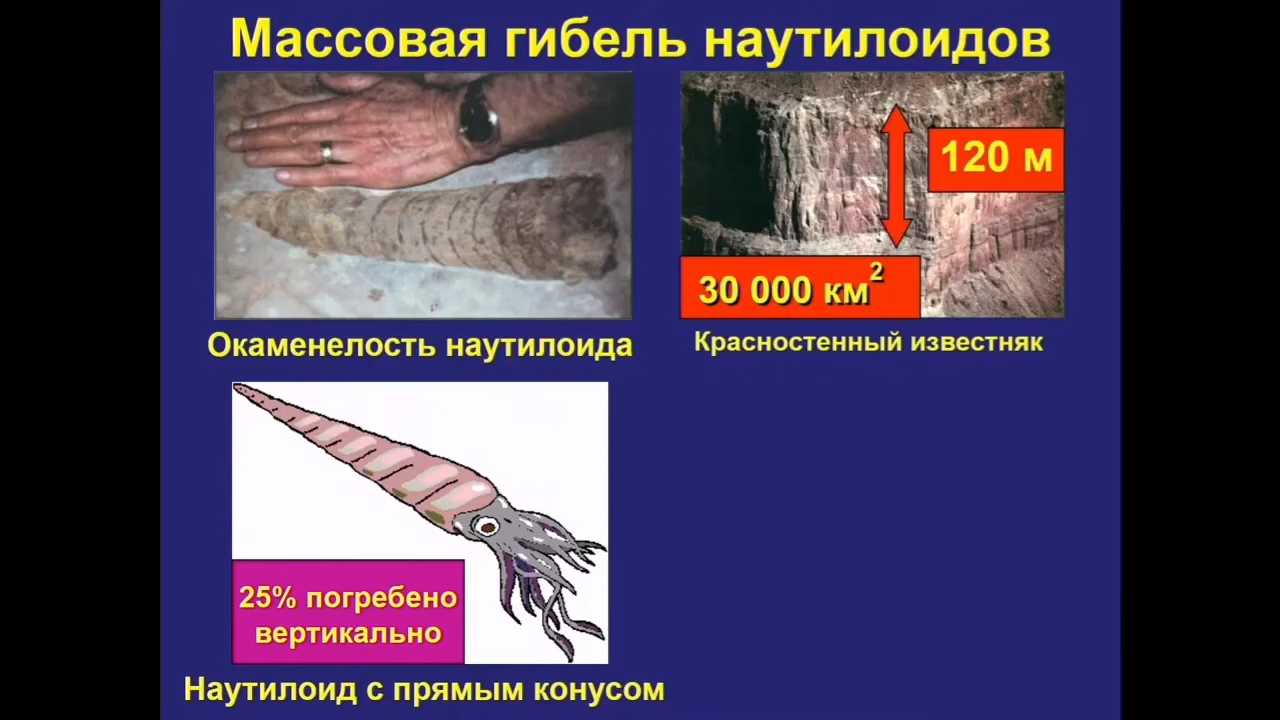 Массовая гибель наутилоидов
120 м
30 000 км²
Окаменелость наутилоида
Красностенный известняк
25% погребено
вертикально
Наутилоид с прямым конусом